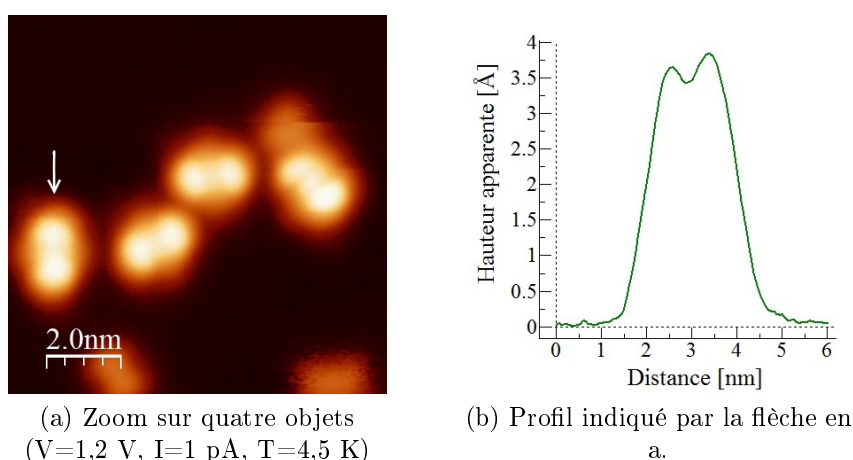 2.0nm
Hauteur apparente [Å]
4
3.5
3
2.5
2
1.5
1
0.5
0
0 1 2 3 4 5 6
Distance [nm]
(a) Zoom sur quatre objets
(V=1,2 V, I=1 pA, T=4,5 K)
(b) Profil indiqué par la flèche en
a.